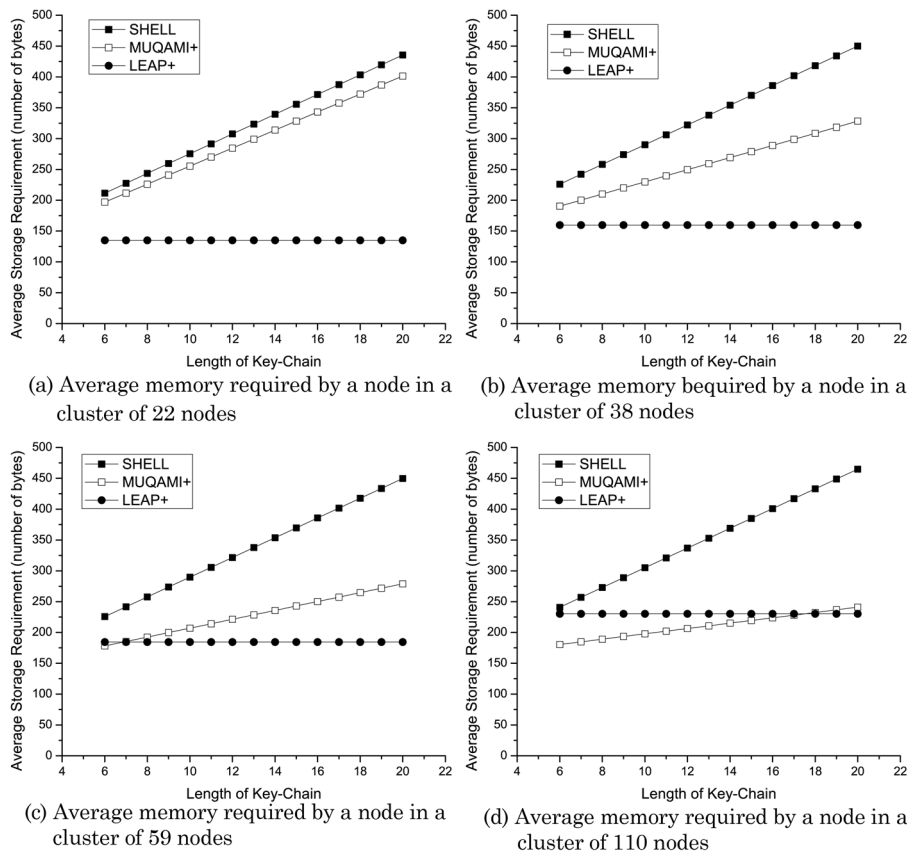 500
450
400
350
300
250
200
150
100
50
0
Average Storage Requirement (number of bytes)
SHELL
MUQAMI+
LEAP+
4 6 8 10 12 14 16 18 20 22
Length of Key-Chain
(a) Average memory required by a node in a
cluster of 22 nodes
500
450
400
350
300
250
200
150
100
50
0
Average Storage Requirement (number of bytes)
SHELL
MUQAMI+
LEAP+
4 6 8 10 12 14 16 18 20 22
Length of Key-Chain
(b) Average memory bequired by a node in a
cluster of 38 nodes
500
450
400
350
300
250
200
150
100
50
0
Average Storage Requirement (number of bytes)
SHELL
MUQAMI+
LEAP+
4 6 8 10 12 14 16 18 20 22
Length of Key-Chain
(c) Average memory required by a node in a
cluster of 59 nodes
500
450
400
350
300
250
200
150
100
50
0
Average Storage Requirement (number of bytes)
SHELL
MUQAMI+
LEAP+
4 6 8 10 12 14 16 18 20 22
Length of Key-Chain
(d) Average memory required by a node in a
cluster of 110 nodes